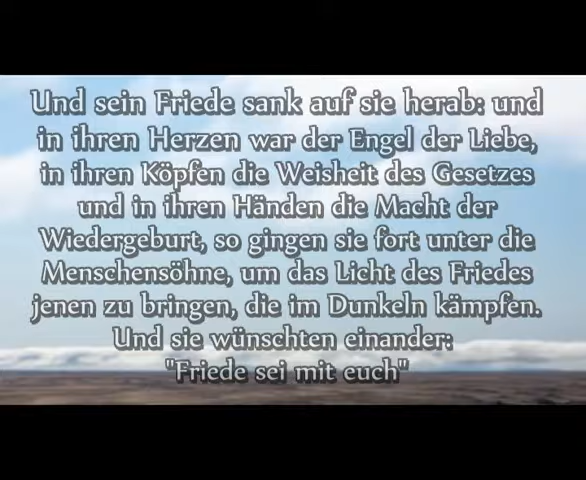 Und sein Friede sank auf sie herab: und
in ihren Herzen war der Engel der Liebe,
in ihren Köpfen die Weisheit des Gesetzes
und in ihren Händen die Macht der
Wiedergeburt, so gingen sie fort unter die
Menschensöhne, um das Licht des Friedes
jenen zu bringen, die im Dunkeln kämpfen.
Und sie wünschten einander:
"Friede sei mit euch"